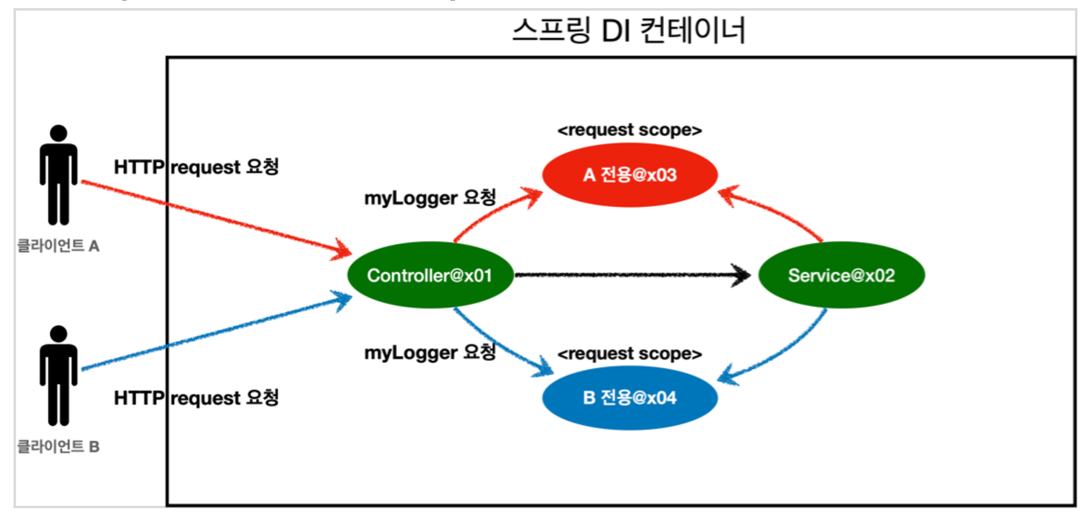 스프링 DI 컨테이너
<request scope>
HTTP request 요청
A 전용@x03
myLogger 요청
클라이언트 A
Controller@x01
Service@x02
myLogger 요청
<request scope>
HTTP request 요청
B 전용@x04
클라이언트 B